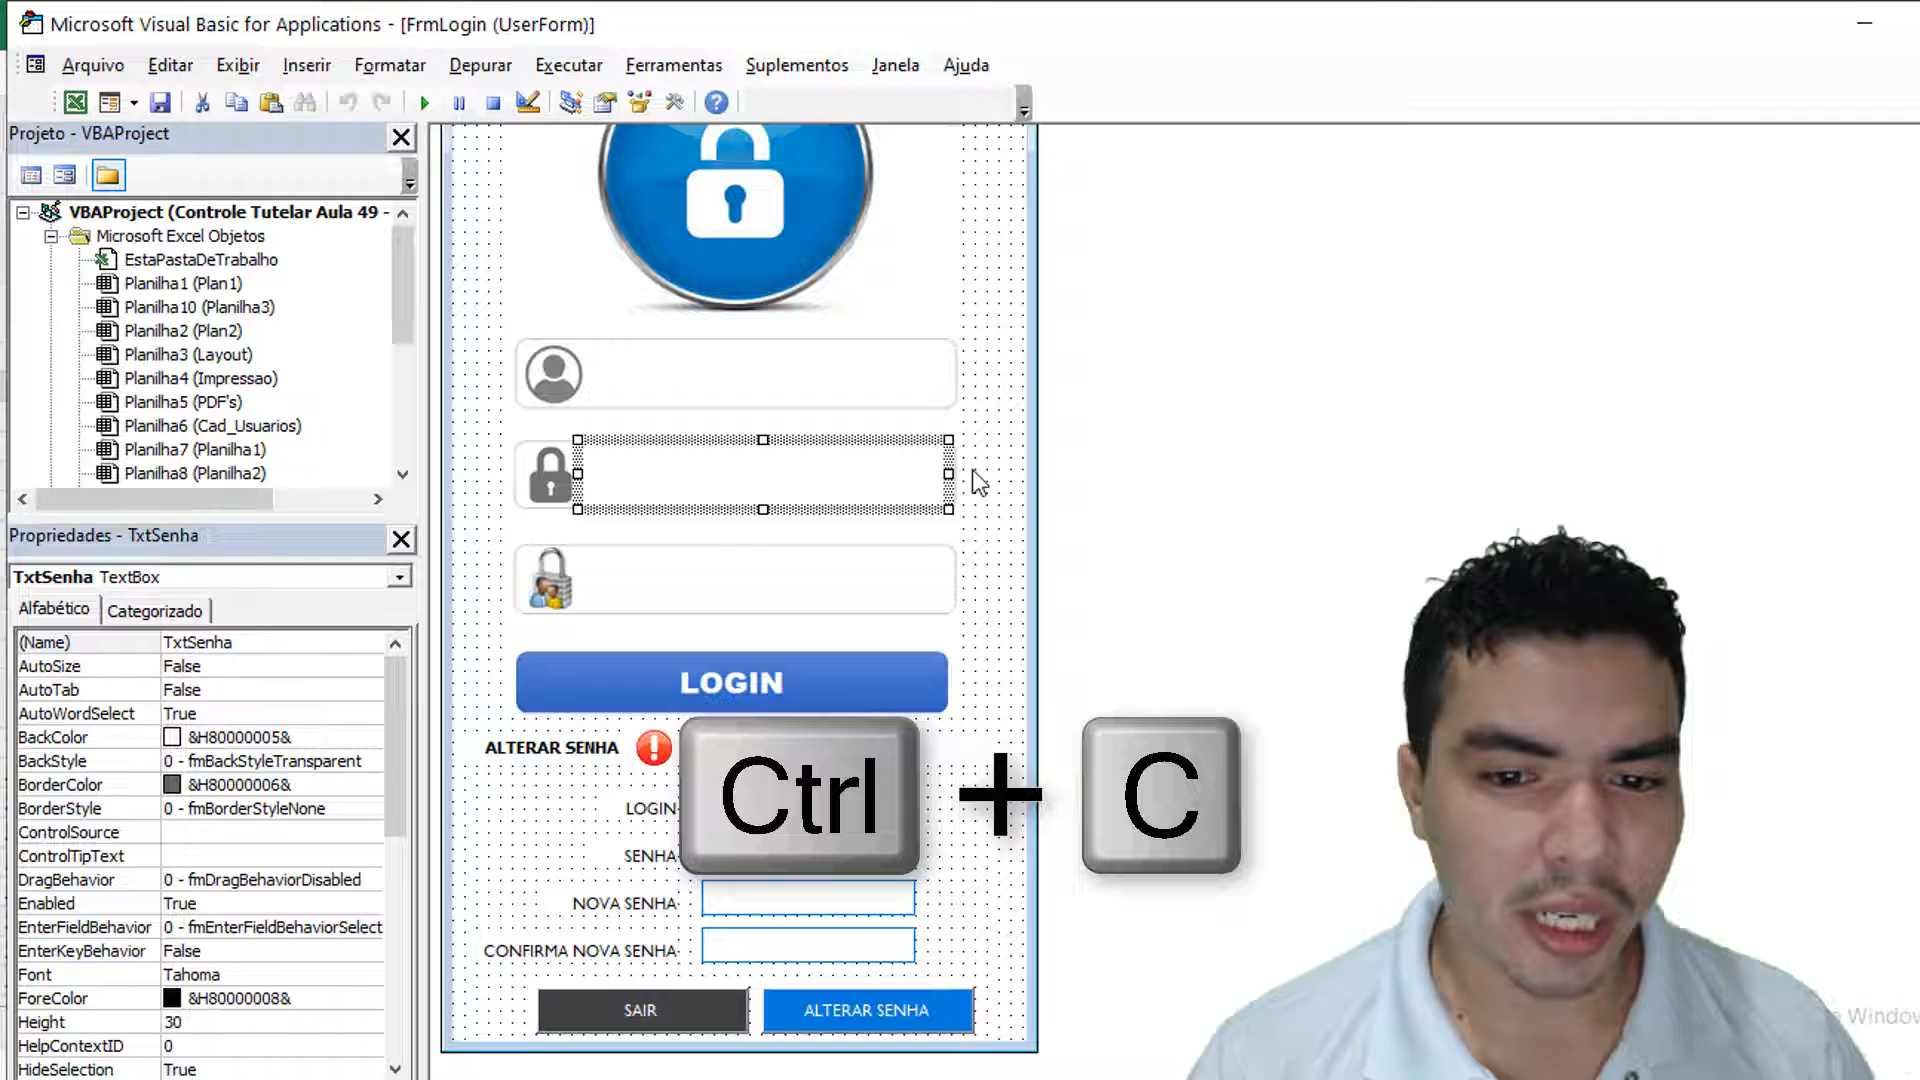 Microsoft Visual Basic for Applications - [FrmLogin (UserForm)]
Arquivo Editar Exibir Inserir Formatar Depurar Executar Ferramentas Suplementos Janela Ajuda
Projeto - VBAProject
VBAProject (Controle Tutelar Aula 49 -
Microsoft Excel Objetos
EstaPastaDeTrabalho
Planilha1 (Plan1)
Planilha10 (Planilha3)
Planilha2 (Plan2)
Planilha3 (Layout)
Planilha4 (Impressao)
Planilha5 (PDF's)
Planilha6 (Cad_Usuarios)
Planilha7 (Planilha1)
Planilha8 (Planilha2)
Propriedades - TxtSenha
TxtSenha TextBox
Alfabético Categorizado
(Name) TxtSenha
AutoSize False
AutoTab False
AutoWordSelect True
BackColor &H80000005&
BackStyle 0 - fmBackStyleTransparent
BorderColor &H80000006&
BorderStyle 0 - fmBorderStyleNone
ControlSource
ControlTipText
DragBehavior 0 - fmDragBehaviorDisabled
Enabled True
EnterFieldBehavior 0 - fmEnterFieldBehaviorSelect
EnterKeyBehavior False
Font Tahoma
ForeColor &H80000008&
Height 30
HelpContextID 0
HideSelection True
LOGIN
ALTERAR SENHA
LOGIN
SENHA
NOVA SENHA
CONFIRMA NOVA SENHA
SAIR ALTERAR SENHA
Ctrl + C
Window